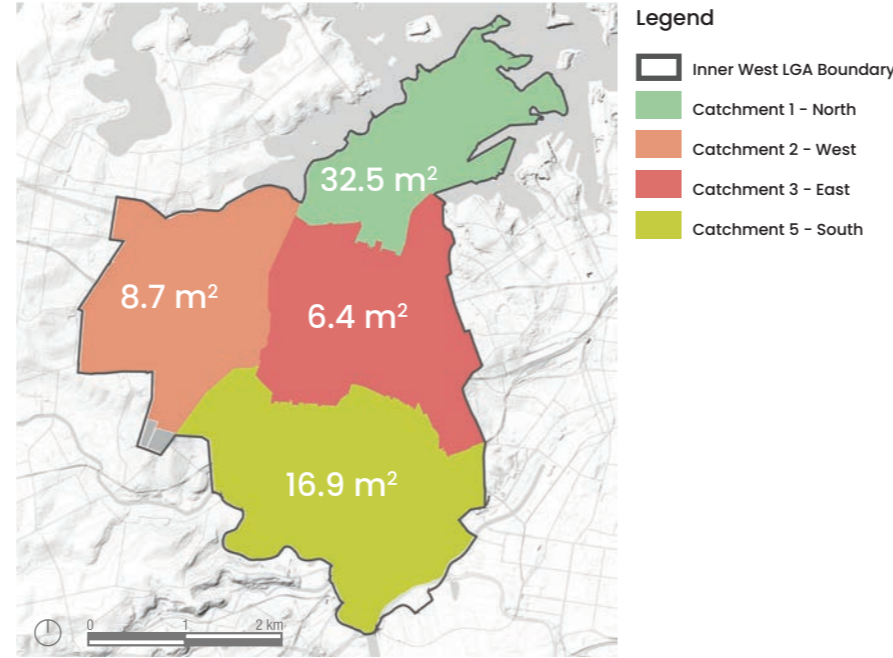 Legend
Inner West LGA Boundary
Catchment 1 - North
Catchment 2 - West
Catchment 3 - East
Catchment 5 - South
32.5 m²
8.7 m²
6.4 m²
16.9 m²
0 1 2 km